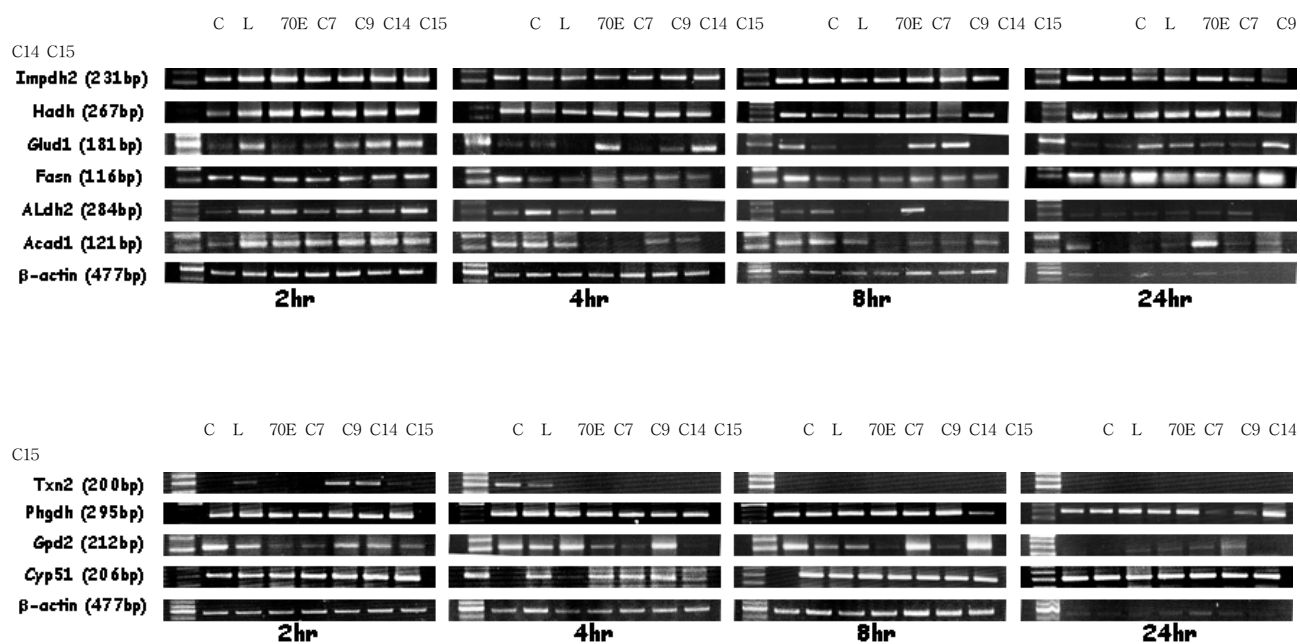 C L 70E C7 C9 C14 C15 C L 70E C7 C9 C14 C15 C L 70E C7 C9 C14 C15 C L 70E C7 C9
C14 C15
Impdh2 (231bp)
Hadh (267bp)
Glud1 (181bp)
Fasn (116bp)
ALdh2 (284bp)
Acad1 (121bp)
β-actin (477bp)
2hr 4hr 8hr 24hr
C L 70E C7 C9 C14 C15 C L 70E C7 C9 C14 C15 C L 70E C7 C9 C14 C15 C L 70E C7 C9 C14
C15
Txn2 (200bp)
Phgdh (295bp)
Gpd2 (212bp)
Cyp51 (206bp)
β-actin (477bp)
2hr 4hr 8hr 24hr